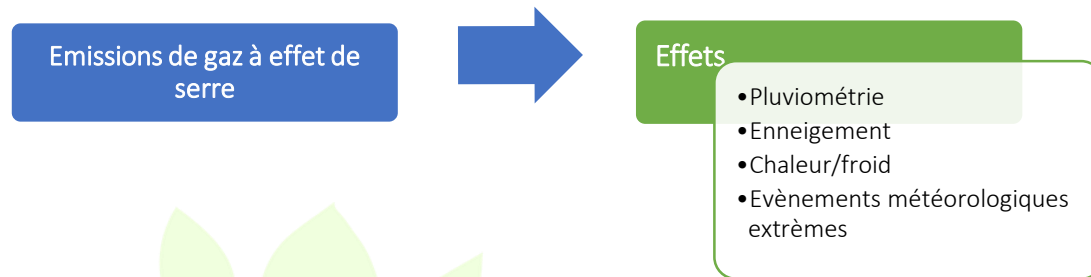 Emissions de gaz à effet de
serre
Effets
•Pluviométrie
•Enneigement
•Chaleur/froid
•Evènements météorologiques
extrêmes